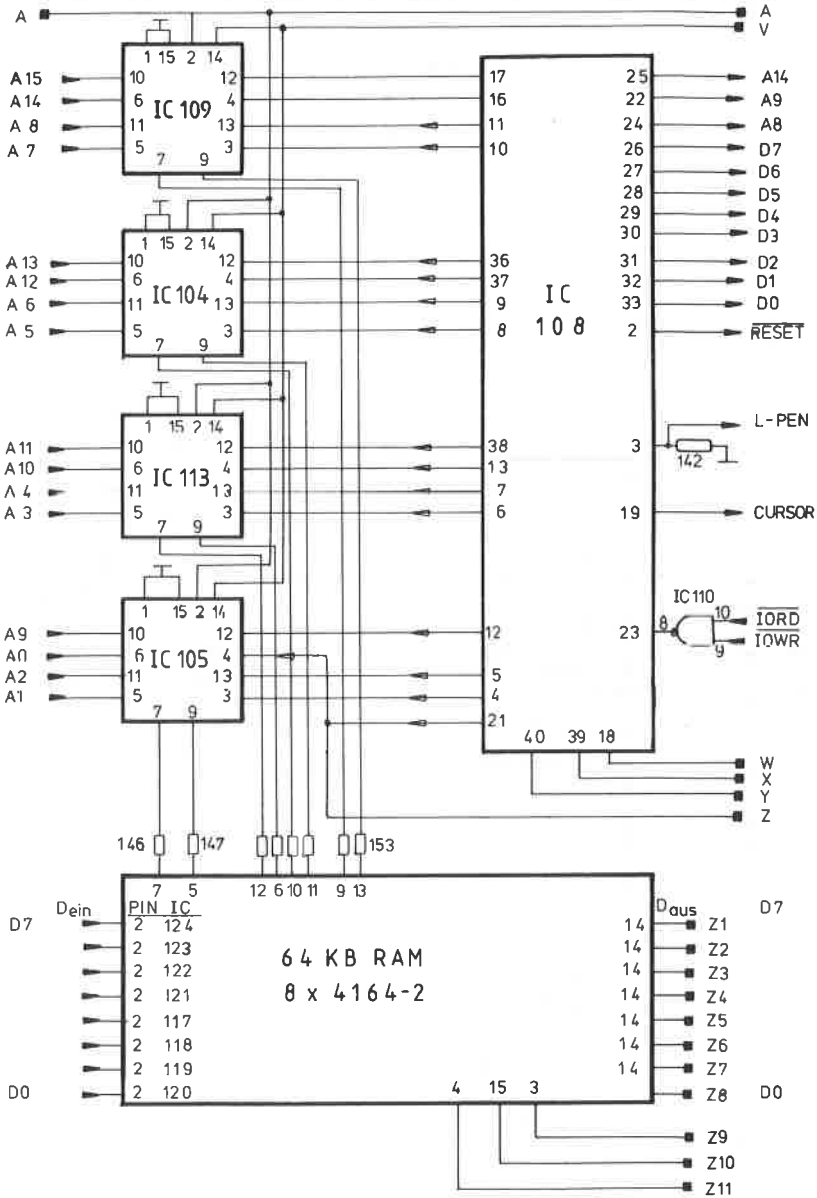 A A
V
1 15 2 14
A15 10 12 17 25 A14
A14 6 IC 109 4 16 22 A9
A 8 11 13 11 24 A8
A 7 5 3 10 26 D7
7 9
27 D6
28 D5
1 15 2 14
29 D4
30 D3
A 13 10 12 36 31 D2
A 12 6 4 37 32 D1
A 6 11 IC 104 13 9 IC 33 D0
A 5 5 3 8 108 2 RESET
7 9
1 15 2 14
L-PEN
A11 10 12 38 3 142
A10 6 4 13
Λ 4 11 IC 113 13 7
A 3 5 3 6 19 CURSOR
7 9
1 15 2 14
IC 110
10 IORD
A9 10 12 12 23 8
9 IOWR
A0 6 IC 105 4
A2 11 13 5
A1 5 3 4
7 9 21
40 39 18
W
X
Y
Z
146 147 153
7 5 12 6 10 11 9 13
Dein PIN IC Daus
D7 2 124 14 Z1 D7
2 123 14 Z2
64 KB RAM
2 122 14 Z3
2 121 8 x 4164-2 14 Z4
2 117 14 Z5
2 118 14 Z6
2 119 14 Z7
D0 2 120 Z8 D0
4 15 3
Z9
Z10
Z11